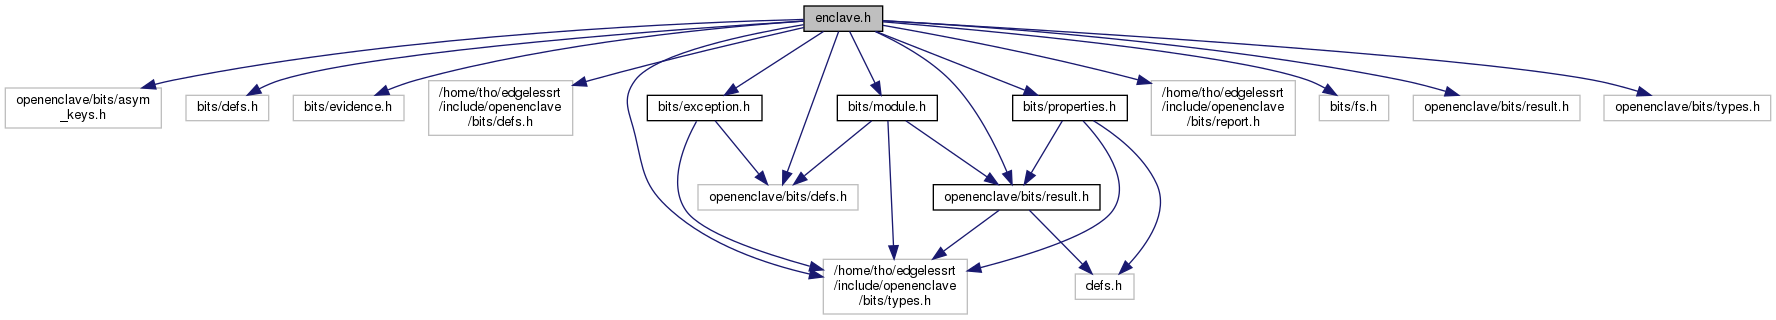 enclave.h
openenclave/bits/asym
_keys.h
bits/defs.h
bits/evidence.h
/home/tho/edgelessrt
/include/openenclave
/bits/defs.h
bits/exception.h
bits/module.h
bits/properties.h
/home/tho/edgelessrt
/include/openenclave
/bits/report.h
bits/fs.h
openenclave/bits/result.h
openenclave/bits/types.h
openenclave/bits/defs.h
openenclave/bits/result.h
/home/tho/edgelessrt
/include/openenclave
/bits/types.h
defs.h